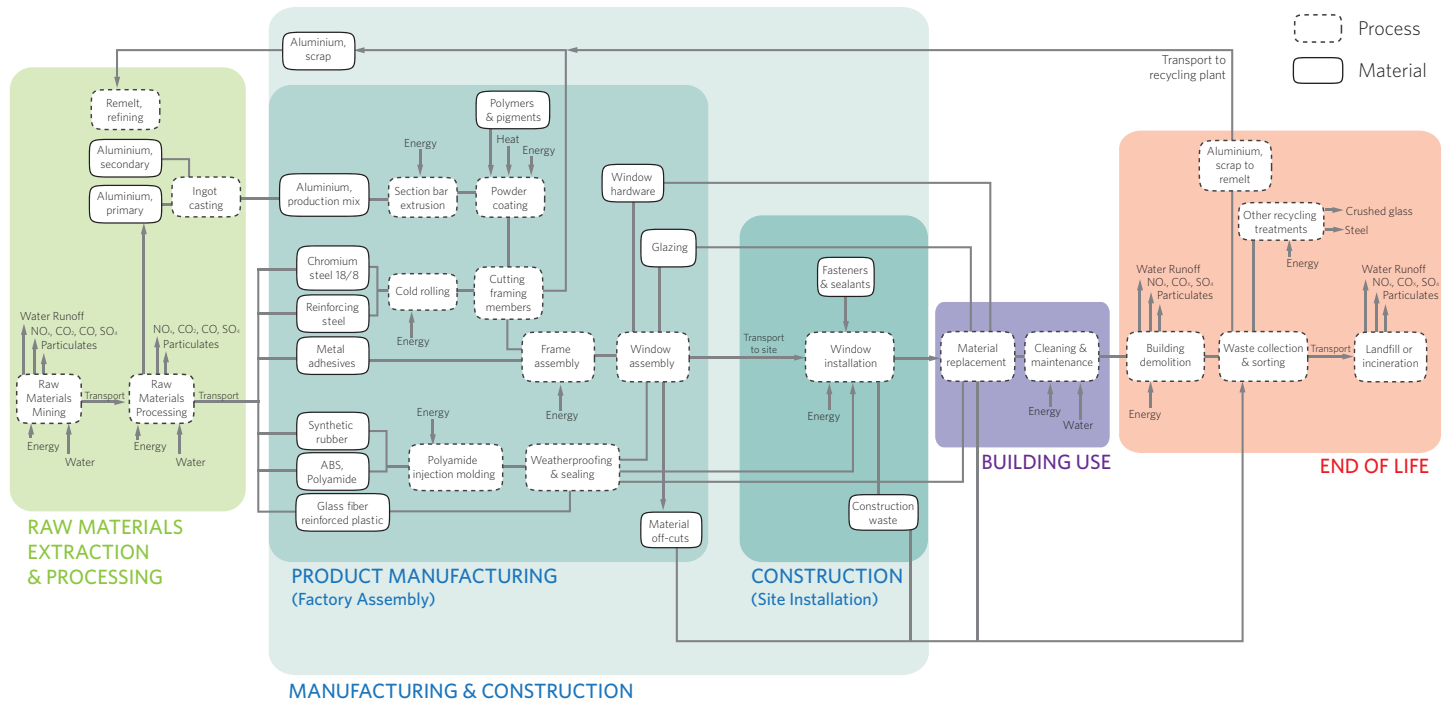 Process
Material
Aluminium,
scrap
Transport to
recycling plant
Remelt,
refining
Aluminium,
secondary
Aluminium,
primary
Ingot
casting
Raw
Materials
Mining
Raw
Materials
Processing
Water Runoff
NOₓ, CO₂, CO, SO₄
Particulates
NOₓ, CO₂, CO, SO₄
Particulates
Transport
Transport
Energy
Water
Energy
Water
RAW MATERIALS
EXTRACTION
& PROCESSING
Polymers
& pigments
Energy
Heat
Energy
Aluminium,
production mix
Section bar
extrusion
Powder
coating
Chromium
steel 18/8
Reinforcing
steel
Metal
adhesives
Cold rolling
Energy
Cutting
framing
members
Frame
assembly
Energy
Window
assembly
Window
hardware
Glazing
Synthetic
rubber
ABS,
Polyamide
Glass fiber
reinforced plastic
Energy
Polyamide
injection molding
Weatherproofing
& sealing
Material
off-cuts
PRODUCT MANUFACTURING
(Factory Assembly)
Transport
to site
Fasteners
& sealants
Window
installation
Energy
Construction
waste
CONSTRUCTION
(Site Installation)
MANUFACTURING & CONSTRUCTION
Material
replacement
Cleaning &
maintenance
Energy
Water
BUILDING USE
Aluminium,
scrap to
remelt
Other recycling
treatments
Crushed glass
Steel
Energy
Water Runoff
NOₓ, CO₂, SO₄
Particulates
Building
demolition
Energy
Waste collection
& sorting
Transport
Water Runoff
NOₓ, CO₂, SO₄
Particulates
Landfill or
incineration
END OF LIFE